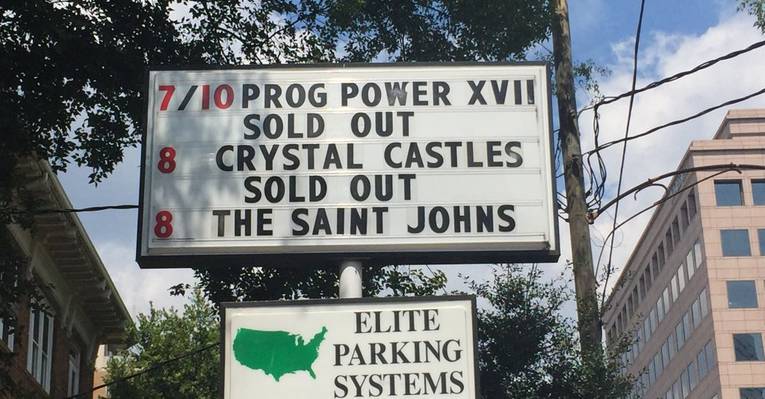 7/10 PROG POWER XVII
SOLD OUT
8 CRYSTAL CASTLES
SOLD OUT
8 THE SAINT JOHNS
ELITE
PARKING
SYSTEMS